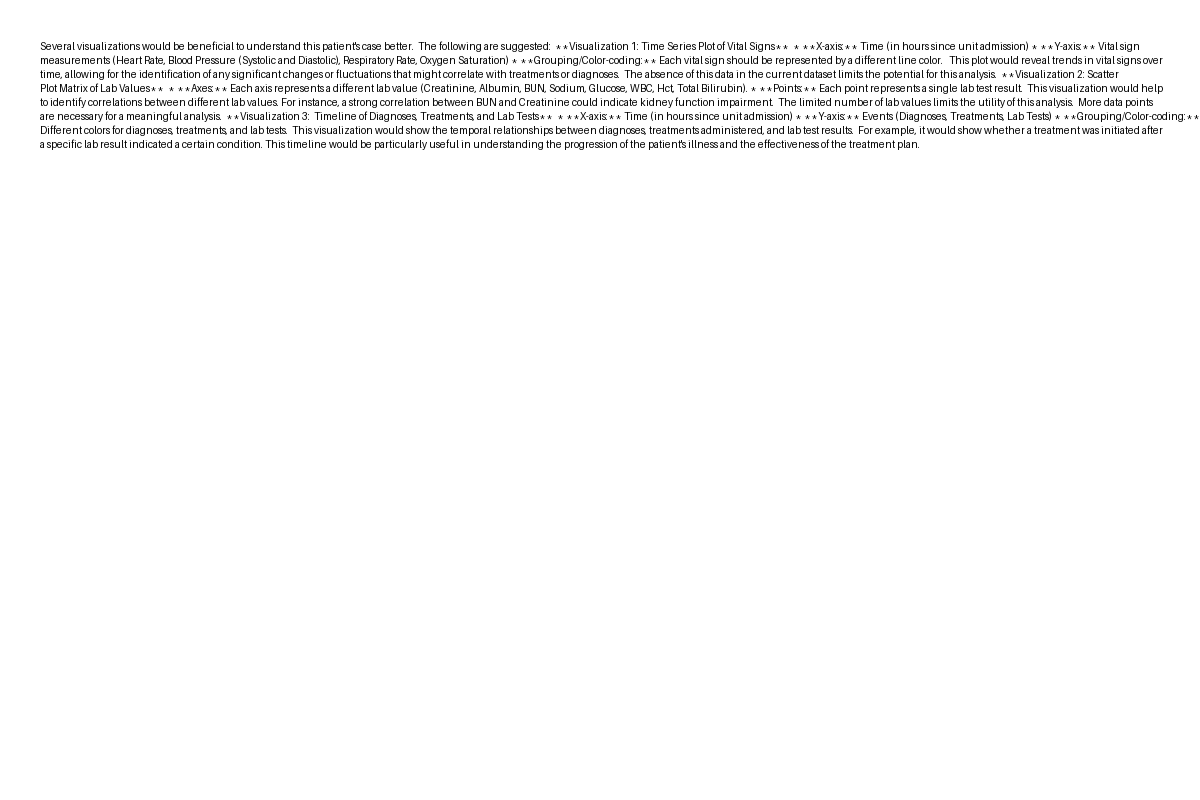 Several visualizations would be beneficial to understand this patient's case better.  The following are suggested:  **Visualization 1: Time Series Plot of Vital Signs**  * **X-axis:** Time (in hours since unit admission) * **Y-axis:** Vital sign
measurements (Heart Rate, Blood Pressure (Systolic and Diastolic), Respiratory Rate, Oxygen Saturation) * **Grouping/Color-coding:** Each vital sign should be represented by a different line color.   This plot would reveal trends in vital signs over
time, allowing for the identification of any significant changes or fluctuations that might correlate with treatments or diagnoses.  The absence of this data in the current dataset limits the potential for this analysis.  **Visualization 2: Scatter
Plot Matrix of Lab Values**  * **Axes:** Each axis represents a different lab value (Creatinine, Albumin, BUN, Sodium, Glucose, WBC, Hct, Total Bilirubin). * **Points:** Each point represents a single lab test result.  This visualization would help
to identify correlations between different lab values. For instance, a strong correlation between BUN and Creatinine could indicate kidney function impairment.  The limited number of lab values limits the utility of this analysis.  More data points
are necessary for a meaningful analysis.  **Visualization 3:  Timeline of Diagnoses, Treatments, and Lab Tests**  * **X-axis:** Time (in hours since unit admission) * **Y-axis:** Events (Diagnoses, Treatments, Lab Tests) * **Grouping/Color-coding:**
Different colors for diagnoses, treatments, and lab tests.  This visualization would show the temporal relationships between diagnoses, treatments administered, and lab test results.  For example, it would show whether a treatment was initiated after
a specific lab result indicated a certain condition. This timeline would be particularly useful in understanding the progression of the patient's illness and the effectiveness of the treatment plan.